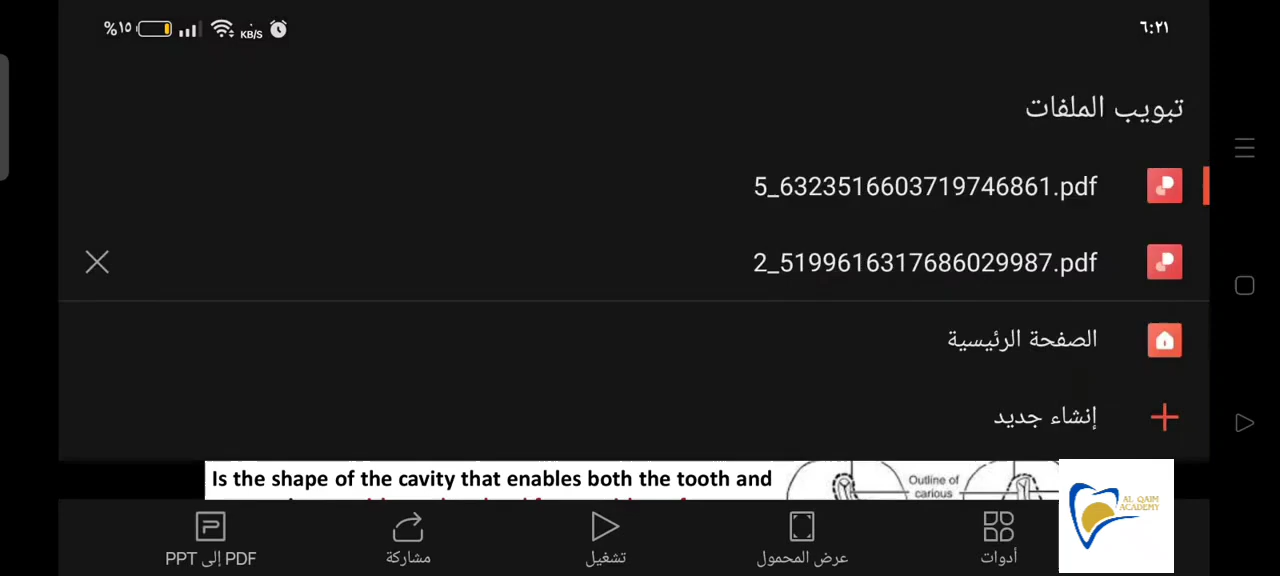 ٦:٢١
KB/S
%١٥
تبويب الملفات
5_6323516603719746861.pdf
2_5199616317686029987.pdf
الصفحة الرئيسية
إنشاء جديد
Is the shape of the cavity that enables both the tooth and
Outline of
carious
أدوات
عرض المحمول
تشغيل
مشاركة
PDF إلى PPT
AL QAIM
ACADEMY